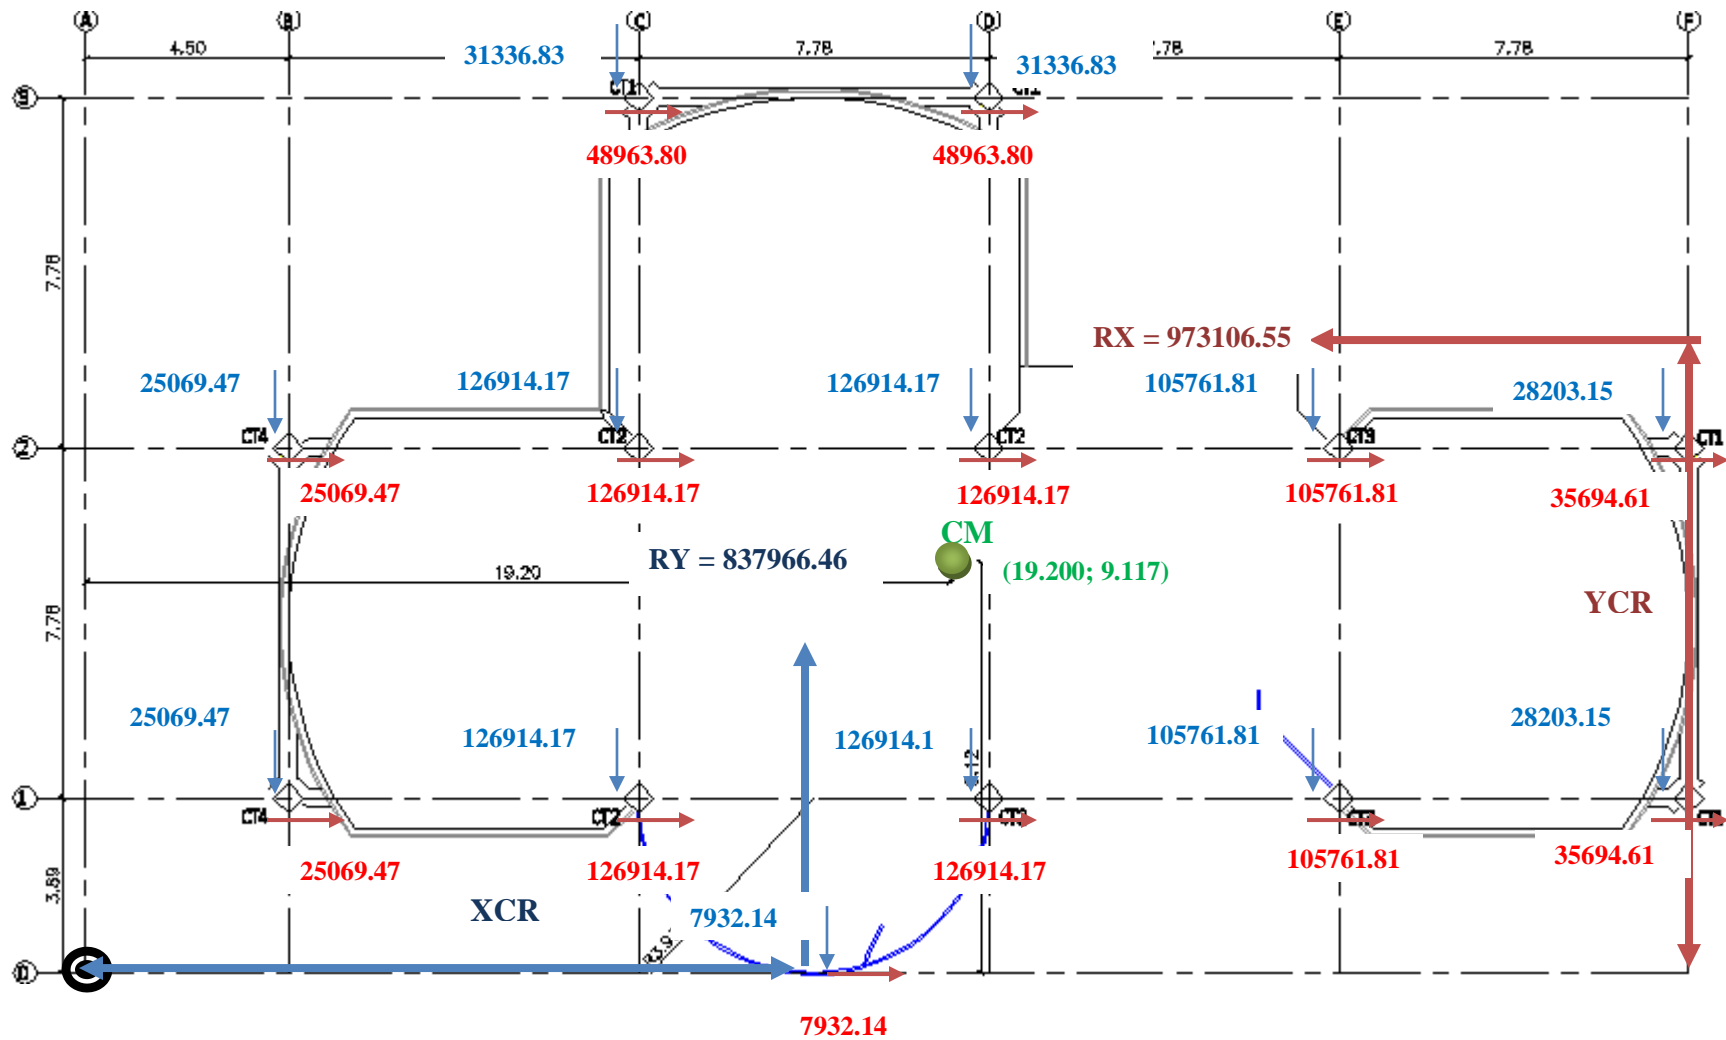 A B C D E F
4.50 7.78 .78 7.78
31336.83 31336.83
3
CT1
48963.80 48963.80
7.78
RX = 973106.55
25069.47 126914.17 126914.17 105761.81 28203.15
CT4 CT2 CT2 CT3 CT1
2
25069.47 126914.17 126914.17 105761.81 35694.61
CM
RY = 837966.46
19.20
(19.200; 9.117)
YCR
7.78
25069.47 126914.17 126914.1 105761.81 28203.15
1
CT4 CT2
25069.47 126914.17 126914.17 105761.81 35694.61
3.89
XCR
7932.14
7932.14